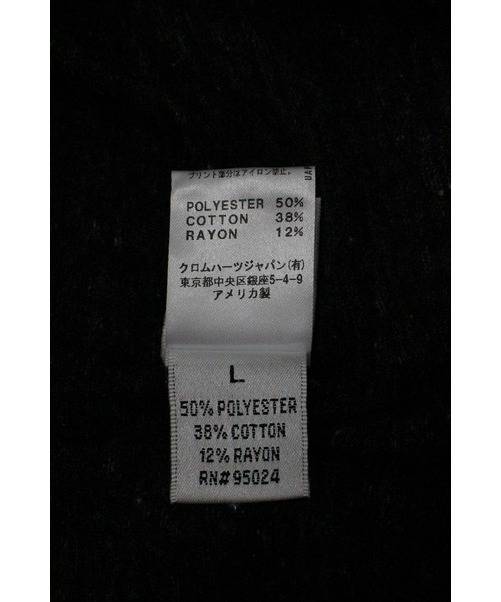 プリント部分はアイロン禁止。
POLYESTER 50%
COTTON 38%
RAYON 12%
クロムハーツジャパン(有)
東京都中央区銀座5-4-9
アメリカ製
L
50% POLYESTER
38% COTTON
12% RAYON
RN#95024